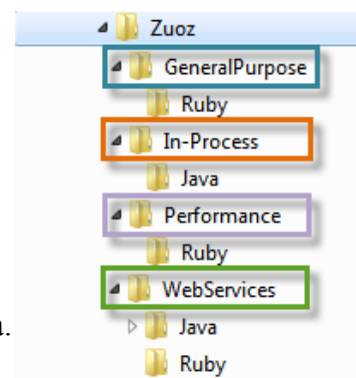 Zuoz
GeneralPurpose
Ruby
In-Process
Java
Performance
Ruby
WebServices
Java
Ruby